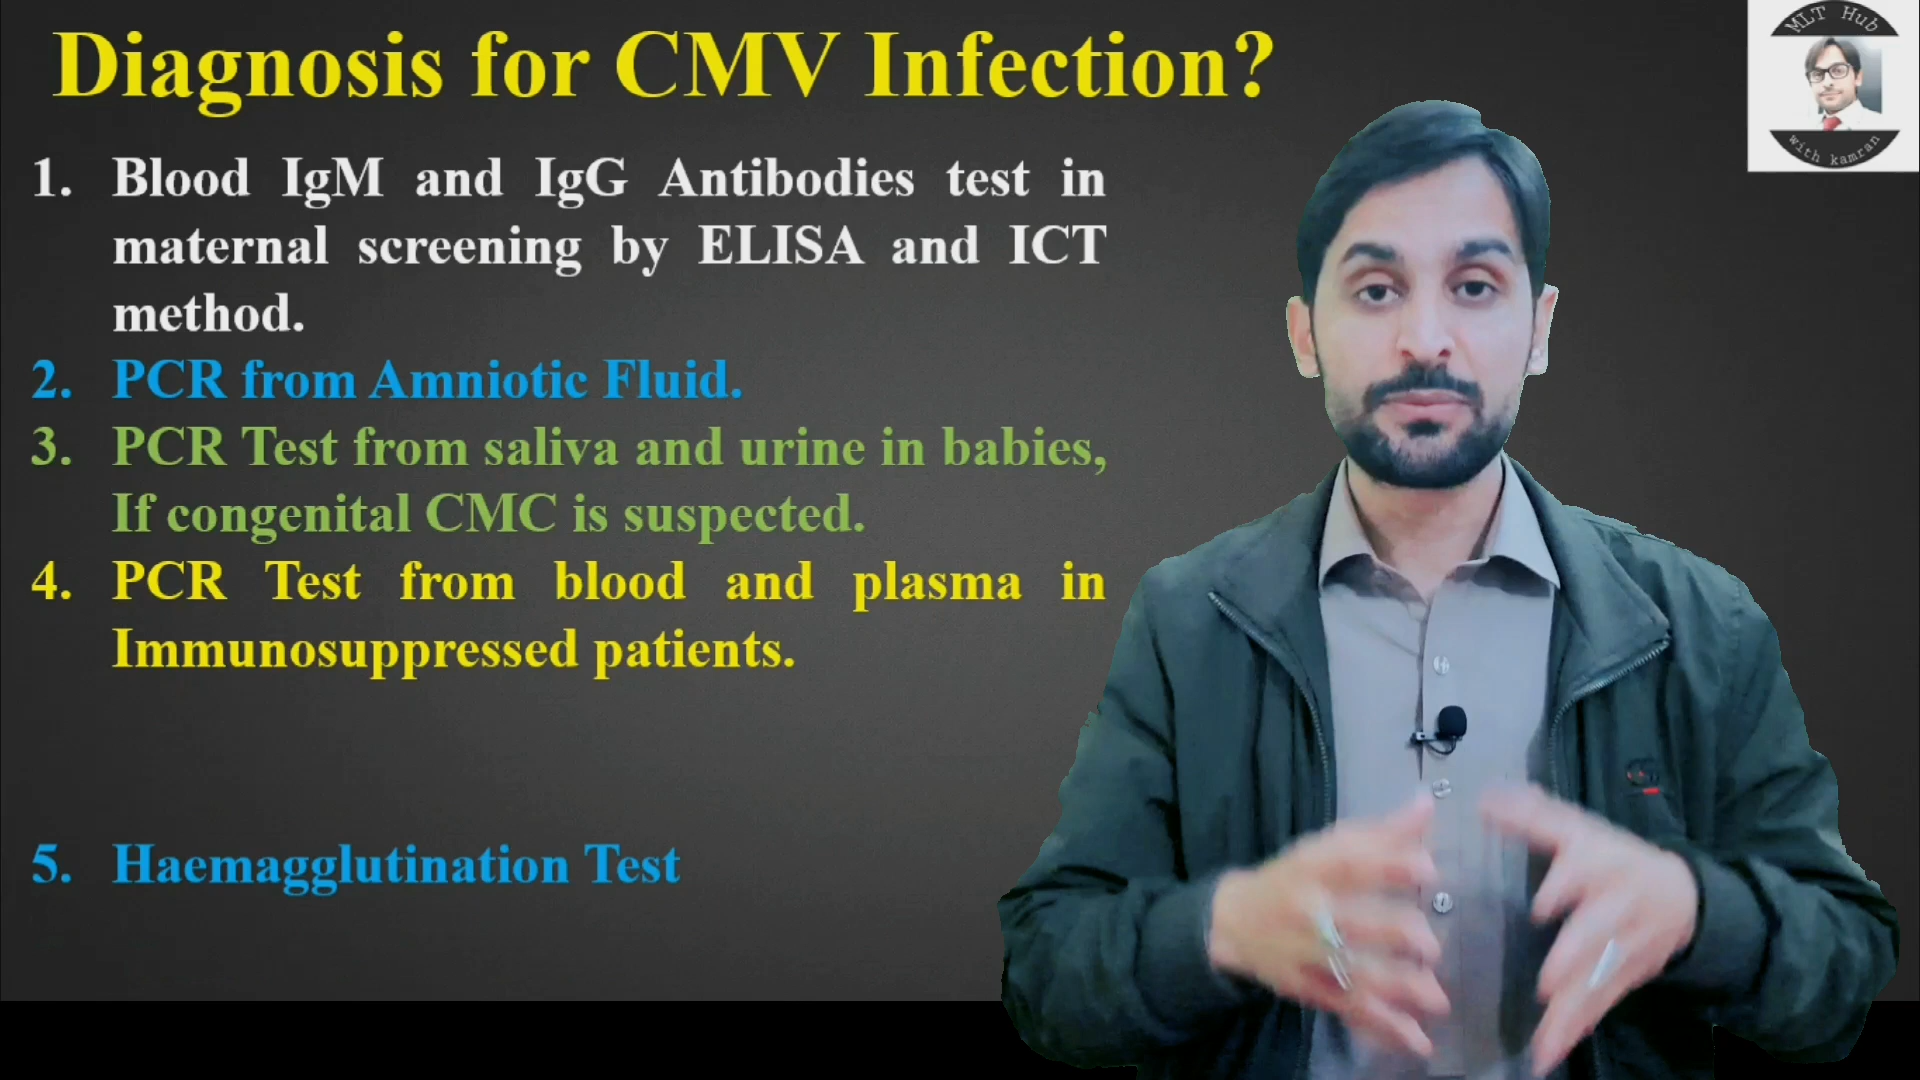 Diagnosis for CMV Infection?
MLT Hub
with kamran
1. Blood IgM and IgG Antibodies test in
maternal screening by ELISA and ICT
method.
2. PCR from Amniotic Fluid.
3. PCR Test from saliva and urine in babies,
If congenital CMC is suspected.
4. PCR Test from blood and plasma in
Immunosuppressed patients.
5. Haemagglutination Test